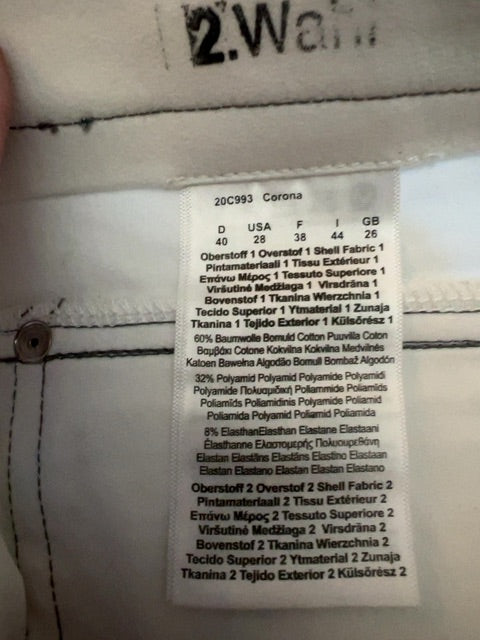 2.Wahl
20C993 Corona
D USA F I GB
40 28 38 44 26
Oberstoff 1 Overstof 1 Shell Fabric 1
Pintamateriaali 1 Tissu Extérieur 1
Επάνω Μέρος 1 Tessuto Superiore 1
Viršutinė Medžiaga 1 Virsdrāna 1
Bovenstof 1 Tkanina Wierzchnia 1
Tecido Superior 1 Ytmaterial 1 Zunaja
Tkanina 1 Tejido Exterior 1 Külsőrész 1
60% Baumwolle Bomuld Cotton Puuvilla Coton
Βαμβάκι Cotone Kokvilna Kokvilna Medvilnės
Katoen Bawełna Algodão Bomull Bombaž Algodón
32% Polyamid Polyamid Polyamide Polyamidi
Polyamide Πολυαμιδική Poliammide Poliamīds
Poliamīds Poliamidinis Polyamide Poliamid
Poliamida Polyamid Poliamid Poliamida
8% ElasthanElasthan Elastane Elastaani
Élasthanne Ελαστομερής Πολυουρεθάνη
Elastan Elastāns Elastāns Elastino Elastaan
Elastan Elastano Elastan Elastan Elastano
Oberstoff 2 Overstof 2 Shell Fabric 2
Pintamateriaali 2 Tissu Extérieur 2
Επάνω Μέρος 2 Tessuto Superiore 2
Viršutinė Medžiaga 2 Virsdrāna 2
Bovenstof 2 Tkanina Wierzchnia 2
Tecido Superior 2 Ytmaterial 2 Zunaja
Tkanina 2 Tejido Exterior 2 Külsőrész 2